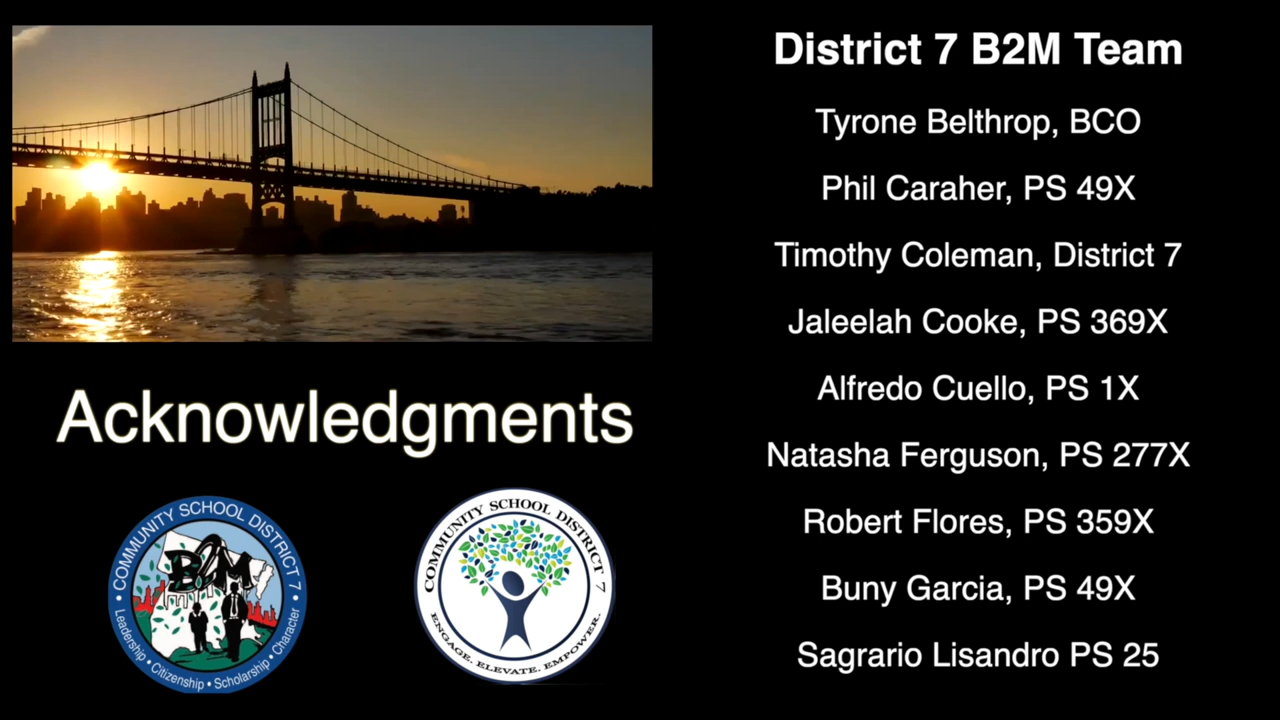 District 7 B2M Team
Tyrone Belthrop, BCO
Phil Caraher, PS 49X
Timothy Coleman, District 7
Jaleelah Cooke, PS 369X
Alfredo Cuello, PS 1X
Natasha Ferguson, PS 277X
Robert Flores, PS 359X
Buny Garcia, PS 49X
Sagrario Lisandro PS 25
Acknowledgments
COMMUNITY SCHOOL DISTRICT 7
B2M
Leadership • Citizenship • Scholarship • Character
COMMUNITY SCHOOL DISTRICT 7
ENGAGE. ELEVATE. EMPOWER.